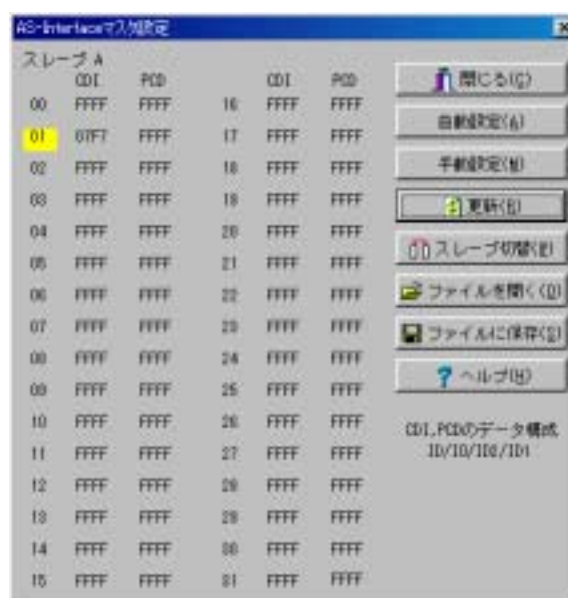 AS-Interfaceマスタ設定
スレーブ A
CDI PCD CDI PCD
00 FFFF FFFF 16 FFFF FFFF
01 07F7 FFFF 17 FFFF FFFF
02 FFFF FFFF 18 FFFF FFFF
03 FFFF FFFF 19 FFFF FFFF
04 FFFF FFFF 20 FFFF FFFF
05 FFFF FFFF 21 FFFF FFFF
06 FFFF FFFF 22 FFFF FFFF
07 FFFF FFFF 23 FFFF FFFF
08 FFFF FFFF 24 FFFF FFFF
09 FFFF FFFF 25 FFFF FFFF
10 FFFF FFFF 26 FFFF FFFF
11 FFFF FFFF 27 FFFF FFFF
12 FFFF FFFF 28 FFFF FFFF
13 FFFF FFFF 29 FFFF FFFF
14 FFFF FFFF 30 FFFF FFFF
15 FFFF FFFF 31 FFFF FFFF
閉じる(C)
自動設定(A)
手動設定(M)
更新(R)
スレーブ切替(P)
ファイルを開く(O)
ファイルに保存(S)
ヘルプ(H)
CDI,PCDのデータ構成
ID/IO/ID2/ID1